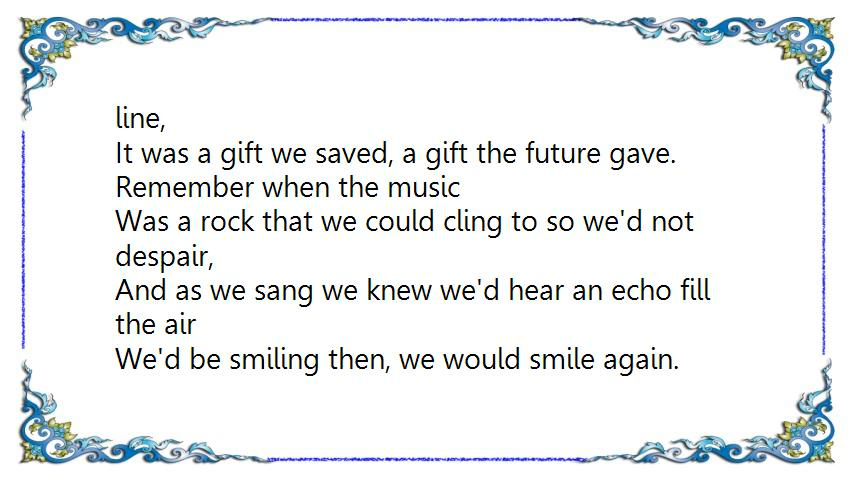 line,
It was a gift we saved, a gift the future gave.
Remember when the music
Was a rock that we could cling to so we'd not
despair,
And as we sang we knew we'd hear an echo fill
the air
We'd be smiling then, we would smile again.